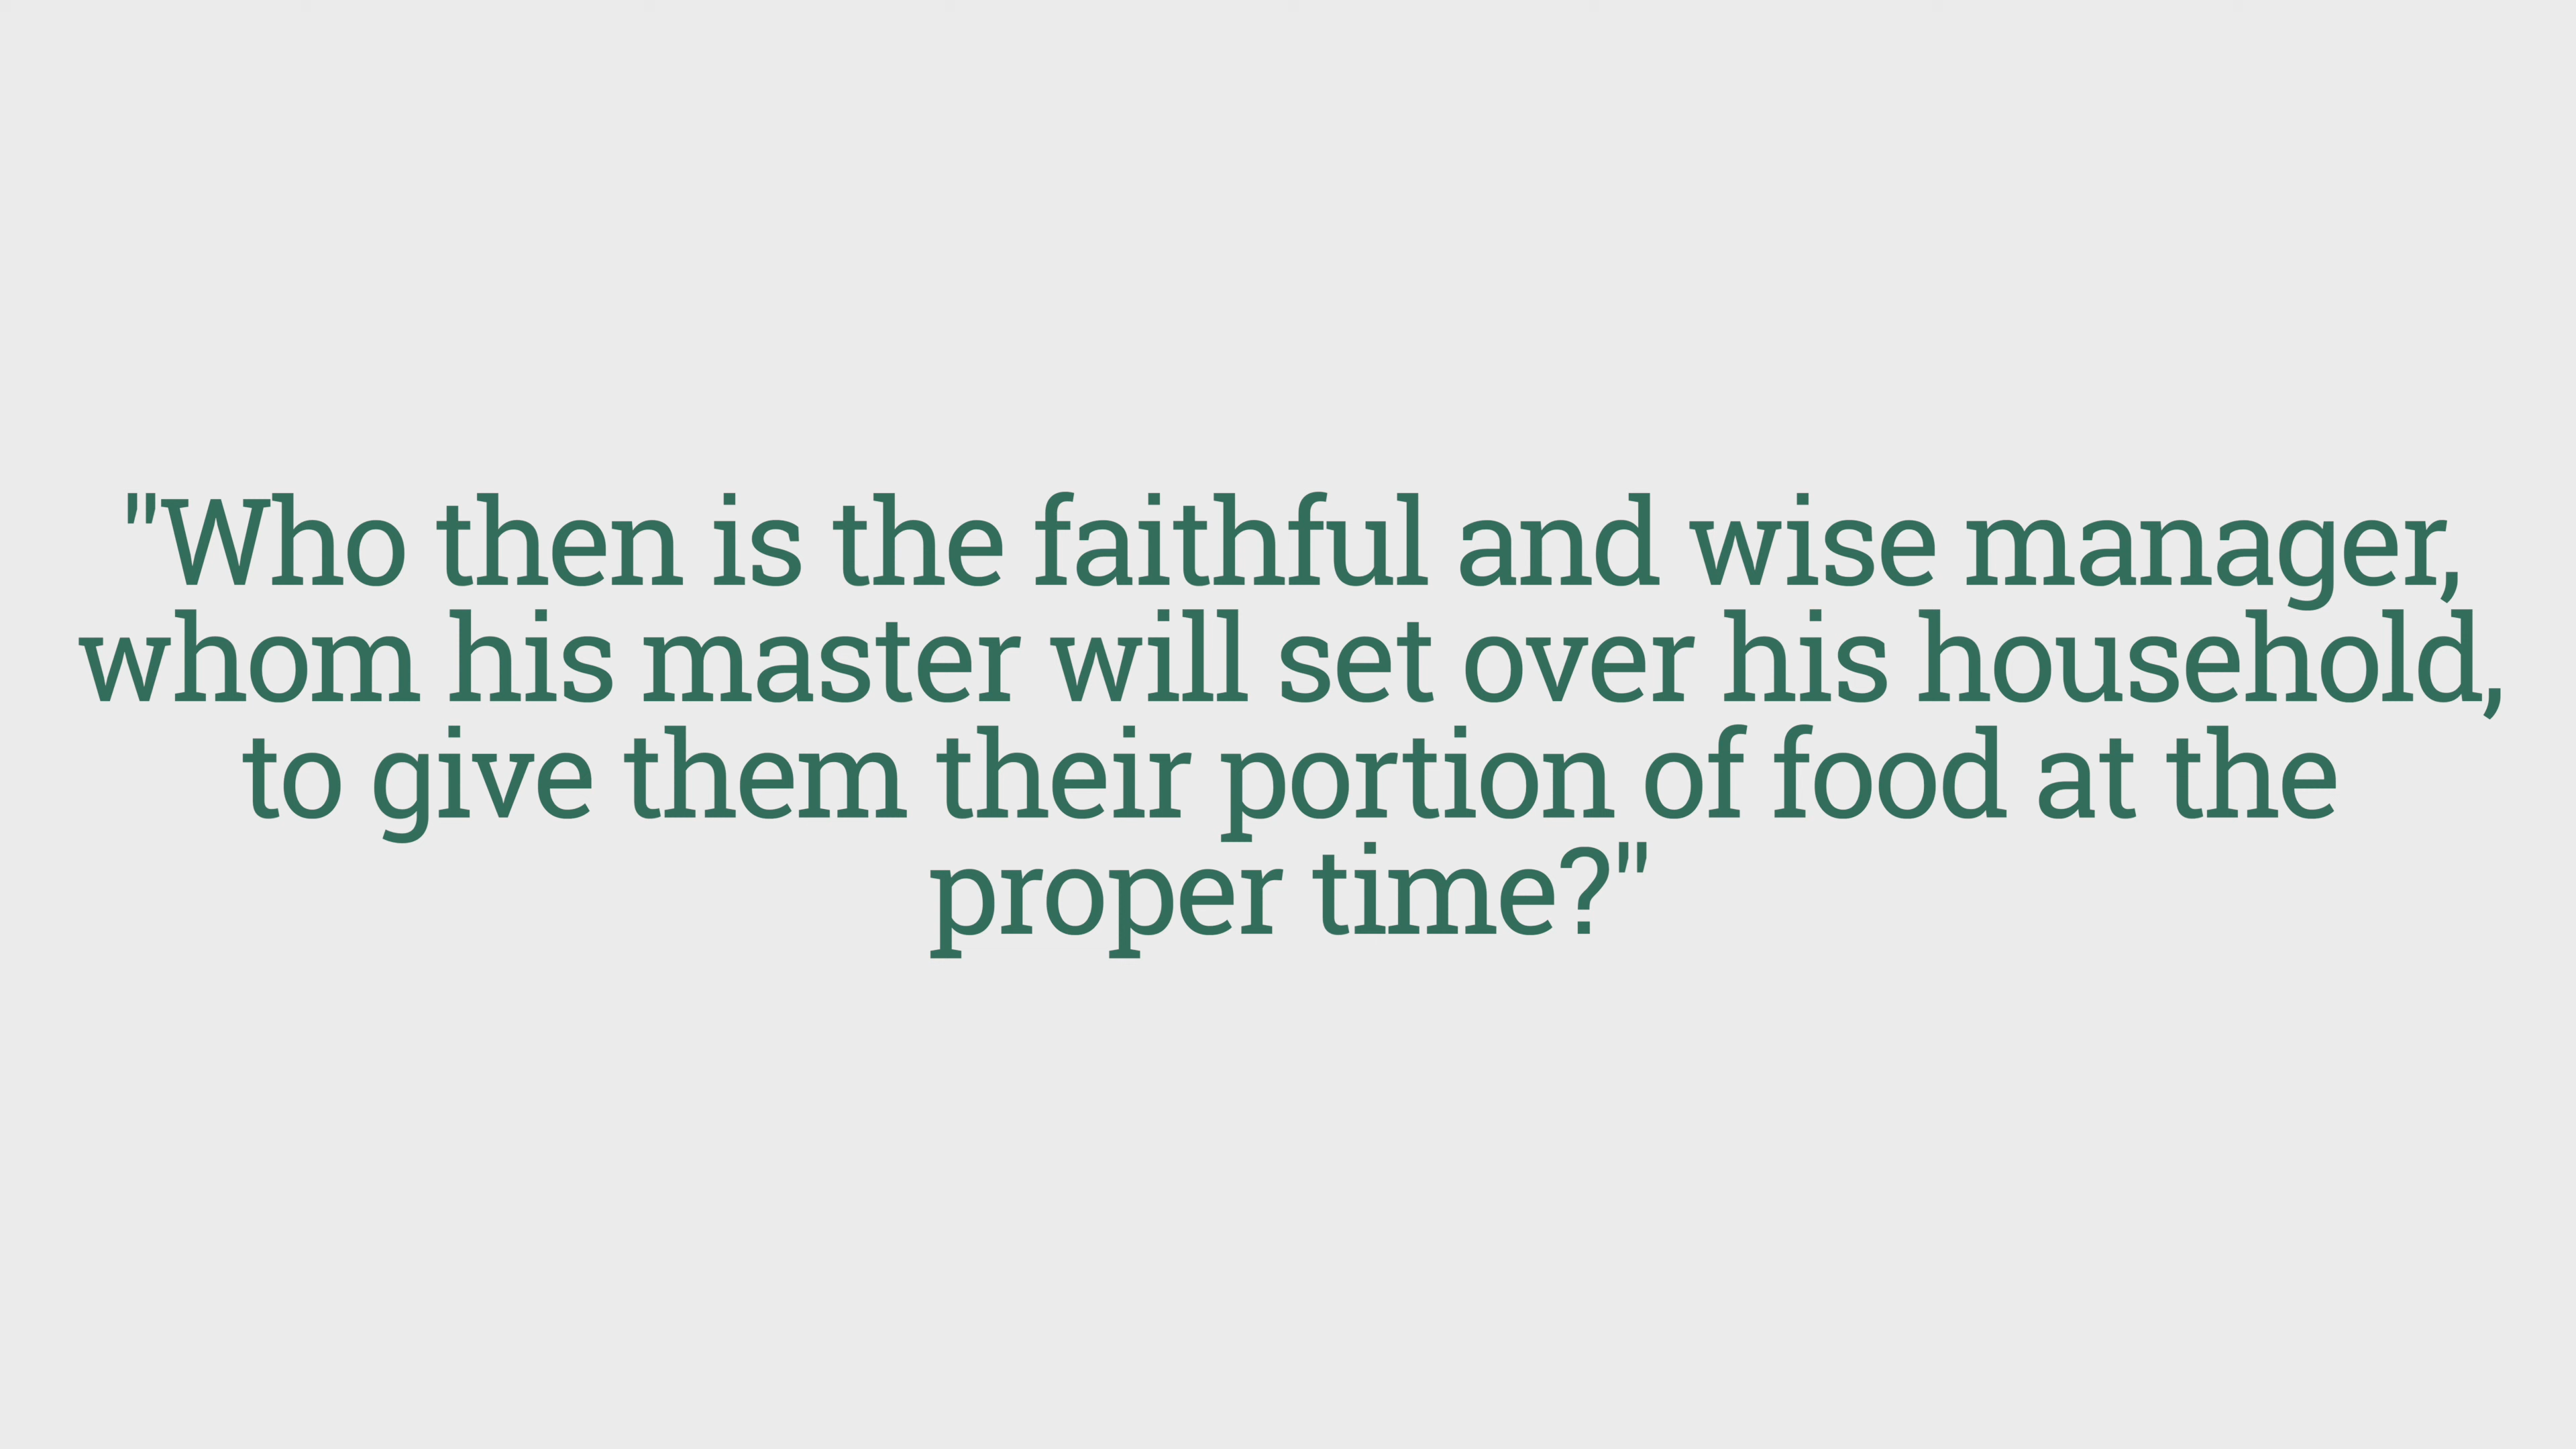 "Who then is the faithful and wise manager,
whom his master will set over his household,
to give them their portion of food at the
proper time?"